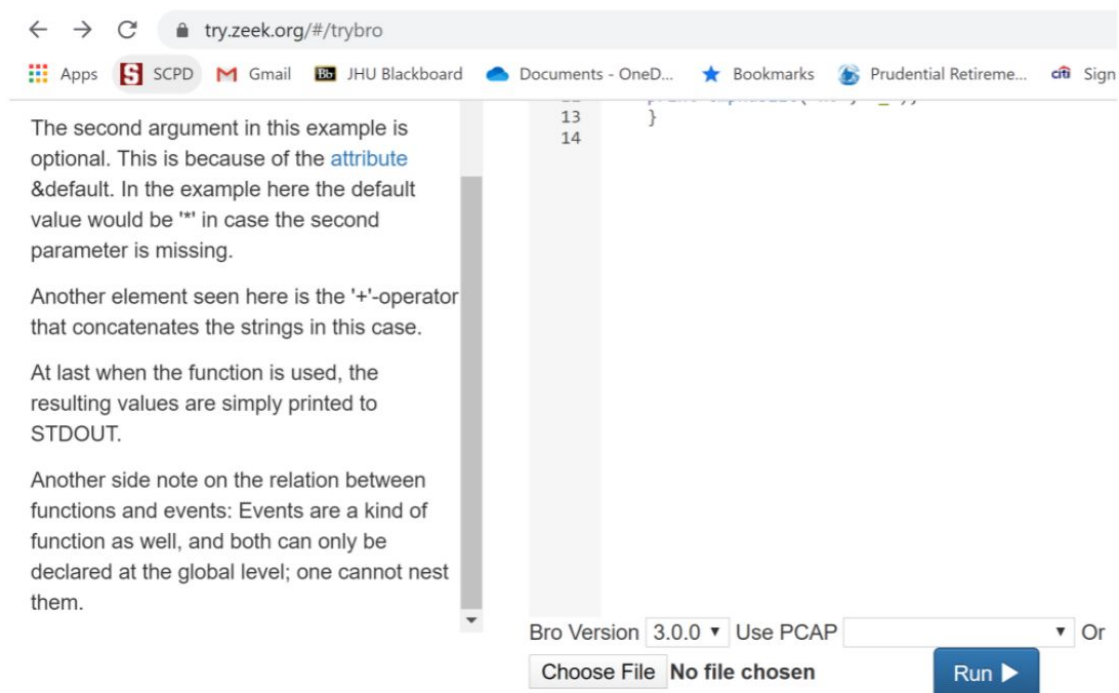 try.zeek.org/#/trybro
Apps S SCPD M Gmail Bb JHU Blackboard Documents - OneD... Bookmarks Prudential Retireme... citi Sign
The second argument in this example is
optional. This is because of the attribute
&default. In the example here the default
value would be '*' in case the second
parameter is missing.
Another element seen here is the '+'-operator
that concatenates the strings in this case.
At last when the function is used, the
resulting values are simply printed to
STDOUT.
Another side note on the relation between
functions and events: Events are a kind of
function as well, and both can only be
declared at the global level; one cannot nest
them.
13 }
14
Bro Version 3.0.0 Use PCAP Or
Choose File No file chosen Run